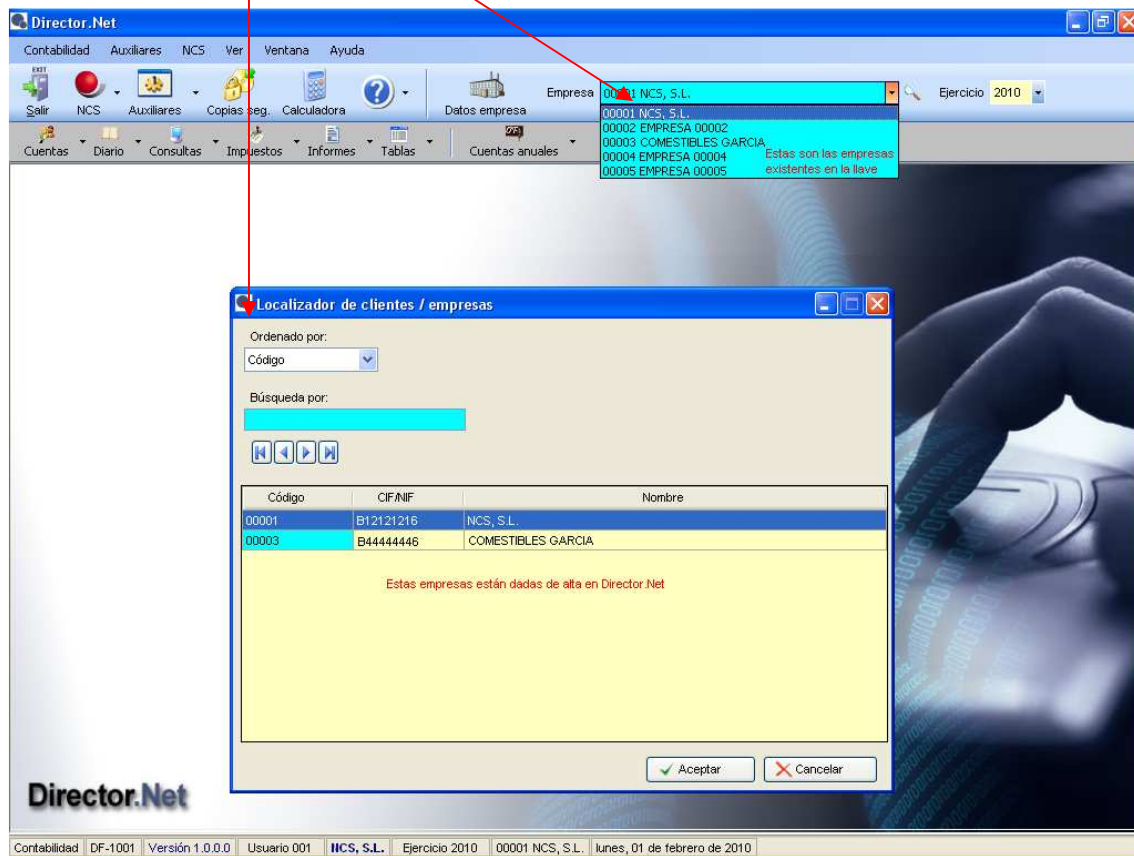 Director.Net
Contabilidad Auxiliares NCS Ver Ventana Ayuda
EXIT
Salir NCS Auxiliares Copias seg. Calculadora Datos empresa Empresa 00001 NCS, S.L. Ejercicio 2010
00001 NCS, S.L.
00002 EMPRESA 00002
00003 COMESTIBLES GARCIA
00004 EMPRESA 00004
00005 EMPRESA 00005
Estas son las empresas
existentes en la llave
Cuentas Diario Consultas Impuestos Informes Tablas Cuentas anuales
Localizador de clientes / empresas
Ordenado por:
Código
Búsqueda por:
Código CIF/NIF Nombre
00001 B12121216 NCS, S.L.
00003 B44444446 COMESTIBLES GARCIA
Estas empresas están dadas de alta en Director.Net
Aceptar Cancelar
Director.Net
Contabilidad DF-1001 Versión 1.0.0.0 Usuario 001 NCS, S.L. Ejercicio 2010 00001 NCS, S.L. lunes, 01 de febrero de 2010